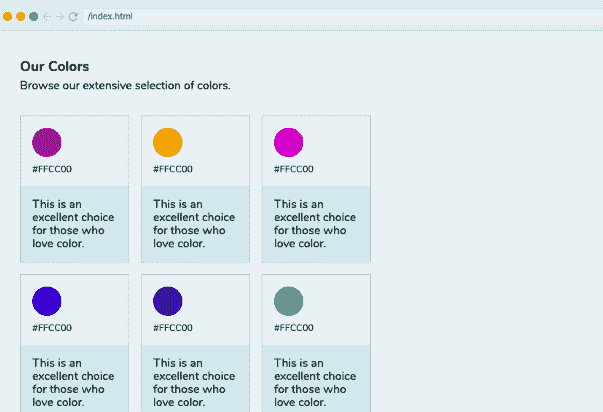 /index.html
Our Colors
Browse our extensive selection of colors.
#FFCC00
This is an
excellent choice
for those who
love color.
#FFCC00
This is an
excellent choice
for those who
love color.
#FFCC00
This is an
excellent choice
for those who
love color.
#FFCC00
This is an
excellent choice
for those who
love color.
#FFCC00
This is an
excellent choice
for those who
love color.
#FFCC00
This is an
excellent choice
for those who
love color.